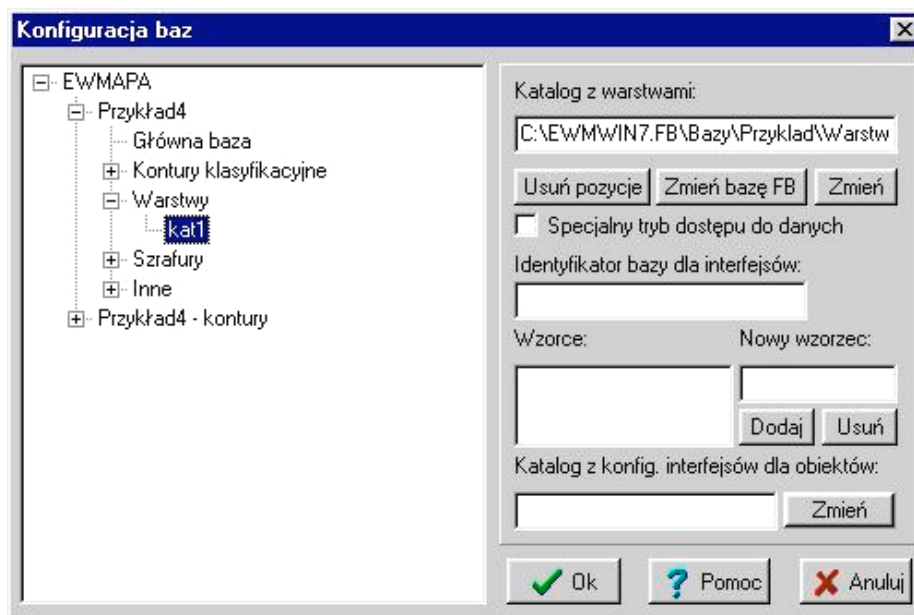 Konfiguracja baz
EWMAPA
Przykład4
Główna baza
Kontury klasyfikacyjne
Warstwy
kat1
Szrafury
Inne
Przykład4 - kontury
Katalog z warstwami:
C:\EWMWIN7.FB\Bazy\Przyklad\Warstw
Usuń pozycje Zmień bazę FB Zmień
Specjalny tryb dostępu do danych
Identyfikator bazy dla interfejsów:
Wzorce: Nowy wzorzec:
Dodaj Usuń
Katalog z konfig. interfejsów dla obiektów:
Zmień
Ok ? Pomoc Anuluj